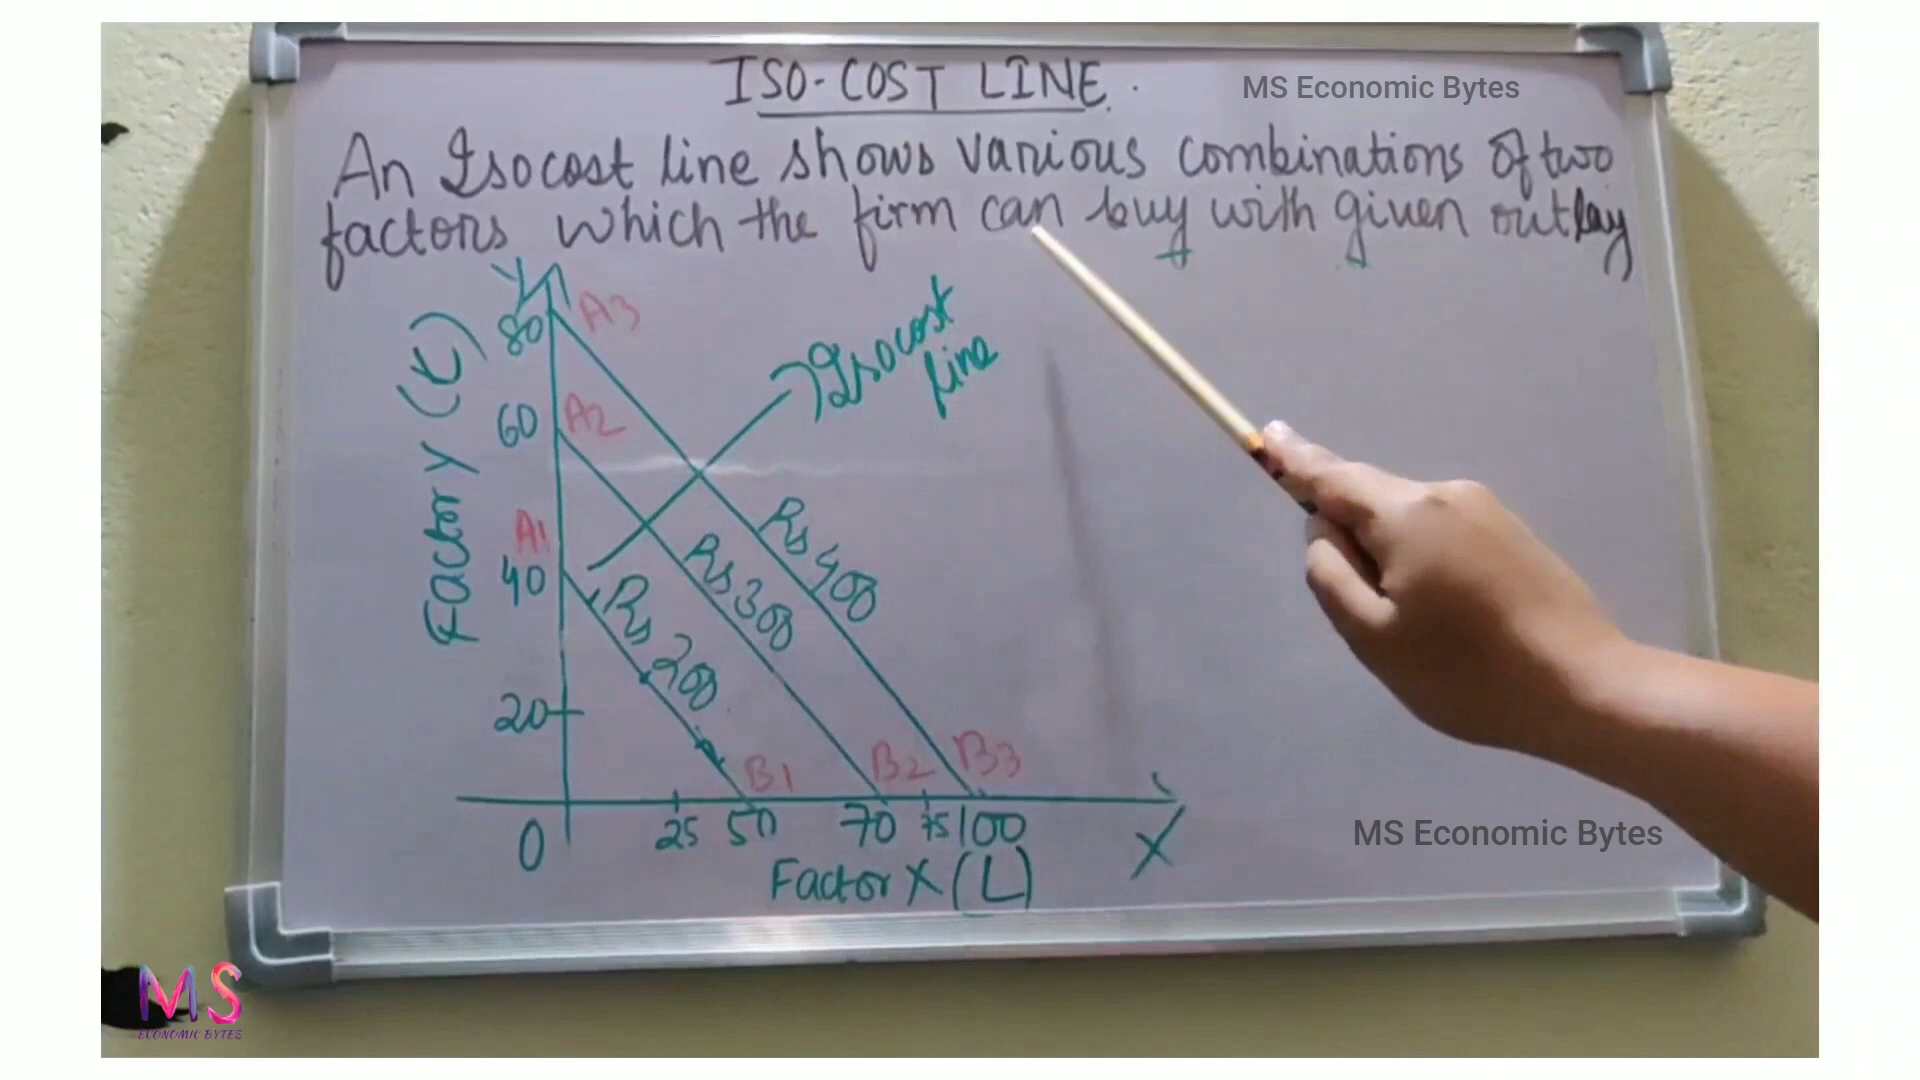 ISO-COST LINE.
MS Economic Bytes
An Isocost line shows various combinations of two
factors which the firm can buy with given outlay
Y
80
A3
Isocost
line
Factor Y (K)
60
A2
A1
40
Rs 400
Rs 300
Rs 200
20
B1
B2
B3
0
25
50
70
75
100
X
Factor X (L)
MS Economic Bytes
MS
ECONOMIC BYTES